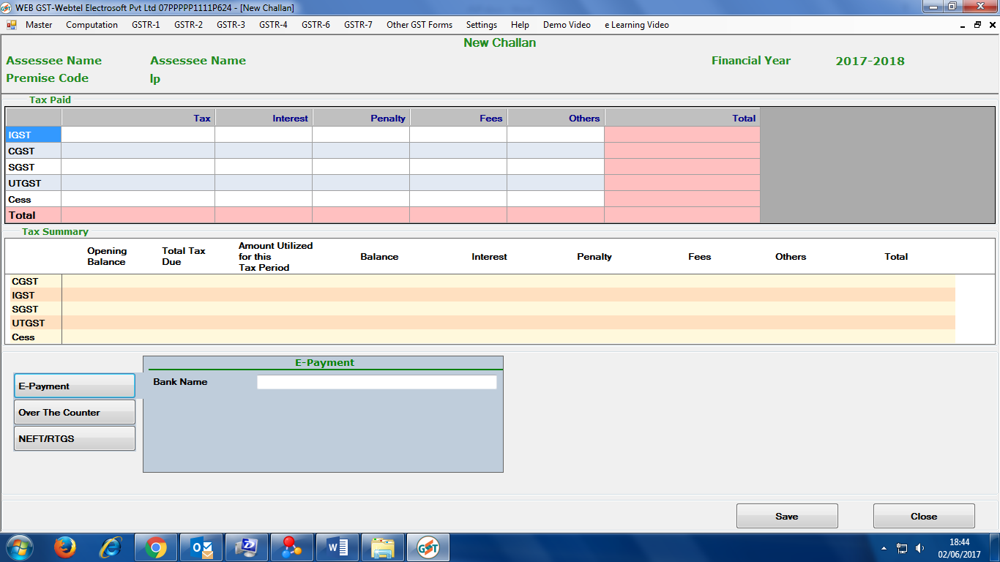 WEB GST-Webtel Electrosoft Pvt Ltd 07PPPPP1111P624 - [New Challan]
Master Computation GSTR-1 GSTR-2 GSTR-3 GSTR-4 GSTR-6 GSTR-7 Other GST Forms Settings Help Demo Video e Learning Video
New Challan
Assessee Name Assessee Name Financial Year 2017-2018
Premise Code lp
Tax Paid
Tax Interest Penalty Fees Others Total
IGST
CGST
SGST
UTGST
Cess
Total
Tax Summary
Opening Balance Total Tax Due Amount Utilized for this Tax Period Balance Interest Penalty Fees Others Total
CGST
IGST
SGST
UTGST
Cess
E-Payment
Bank Name
E-Payment
Over The Counter
NEFT/RTGS
Save Close
GST
18:44
02/06/2017